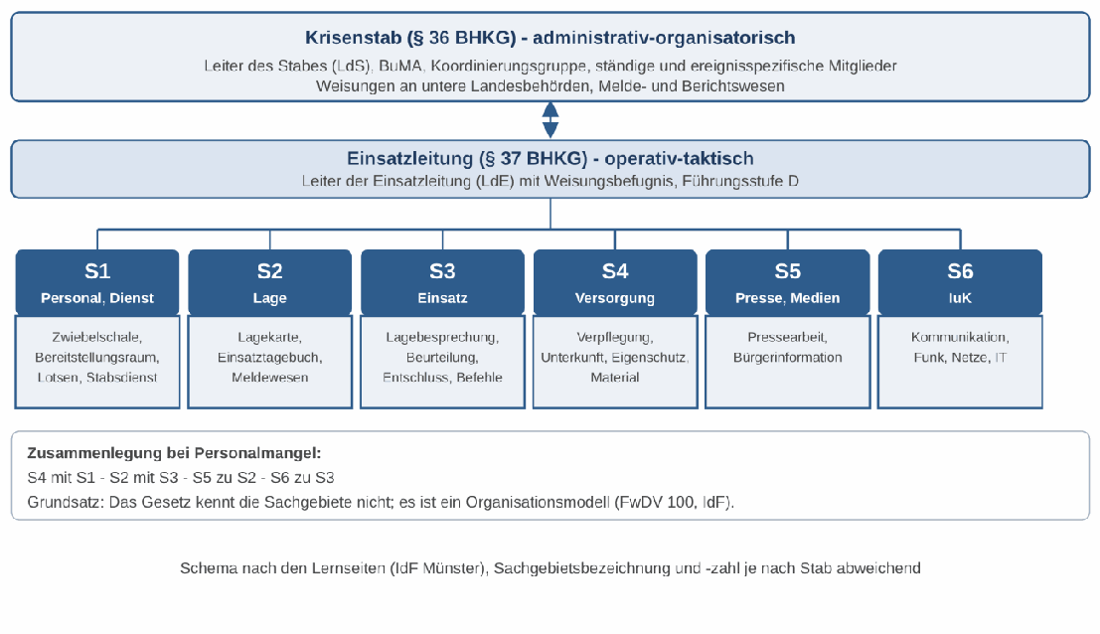 Krisenstab (§ 36 BHKG) - administrativ-organisatorisch
Leiter des Stabes (LdS), BuMA, Koordinierungsgruppe, ständige und ereignisspezifische Mitglieder
Weisungen an untere Landesbehörden, Melde- und Berichtswesen
Einsatzleitung (§ 37 BHKG) - operativ-taktisch
Leiter der Einsatzleitung (LdE) mit Weisungsbefugnis, Führungsstufe D
S1
Personal, Dienst
Zwiebelschale,
Bereitstellungsraum,
Lotsen, Stabsdienst
S2
Lage
Lagekarte,
Einsatztagebuch,
Meldewesen
S3
Einsatz
Lagebesprechung,
Beurteilung,
Entschluss, Befehle
S4
Versorgung
Verpflegung,
Unterkunft, Eigenschutz,
Material
S5
Presse, Medien
Pressearbeit,
Bürgerinformation
S6
IuK
Kommunikation,
Funk, Netze, IT
Zusammenlegung bei Personalmangel:
S4 mit S1 - S2 mit S3 - S5 zu S2 - S6 zu S3
Grundsatz: Das Gesetz kennt die Sachgebiete nicht; es ist ein Organisationsmodell (FwDV 100, IdF).
Schema nach den Lernseiten (IdF Münster), Sachgebietsbezeichnung und -zahl je nach Stab abweichend